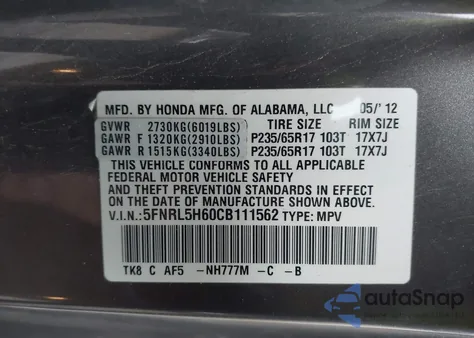 MFD. BY HONDA MFG. OF ALABAMA, LLC. 05/'12
GVWR 2730KG(6019LBS) TIRE SIZE RIM SIZE
GAWR F 1320KG(2910LBS) P235/65R17 103T 17X7J
GAWR R 1515KG(3340LBS) P235/65R17 103T 17X7J
THIS VEHICLE CONFORMS TO ALL APPLICABLE
FEDERAL MOTOR VEHICLE SAFETY
AND THEFT PREVENTION STANDARDS IN EFFECT
ON THE DATE OF MANUFACTURE SHOWN ABOVE.
V.I.N: 5FNRL5H60CB111562 TYPE: MPV
TK8 C AF5 -NH777M -C -B
autoSnap